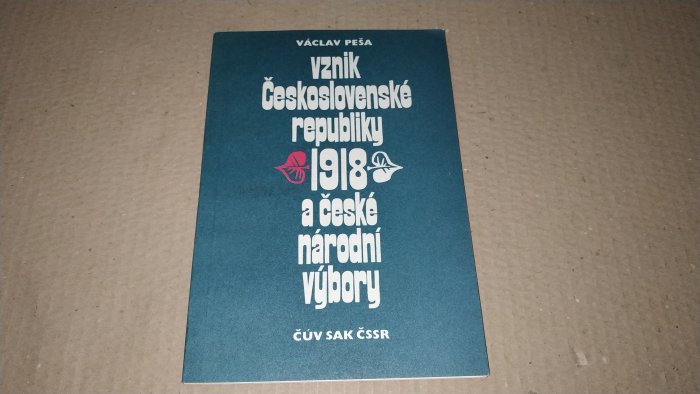 VÁCLAV PEŠA
vznik
Československé
republiky
1918
a české
národní
výbory
ČÚV SAK ČSSR